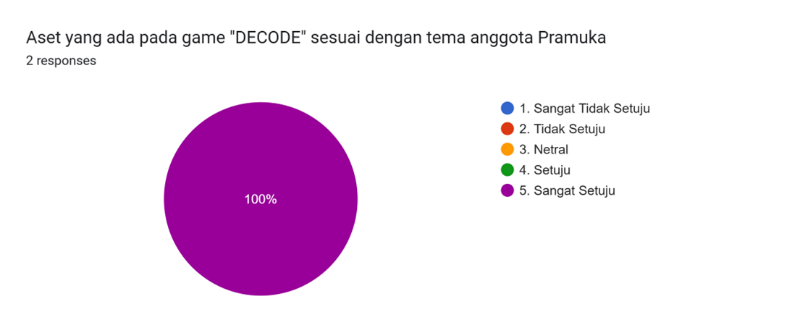 Aset yang ada pada game "DECODE" sesuai dengan tema anggota Pramuka
2 responses
100%
1. Sangat Tidak Setuju
2. Tidak Setuju
3. Netral
4. Setuju
5. Sangat Setuju